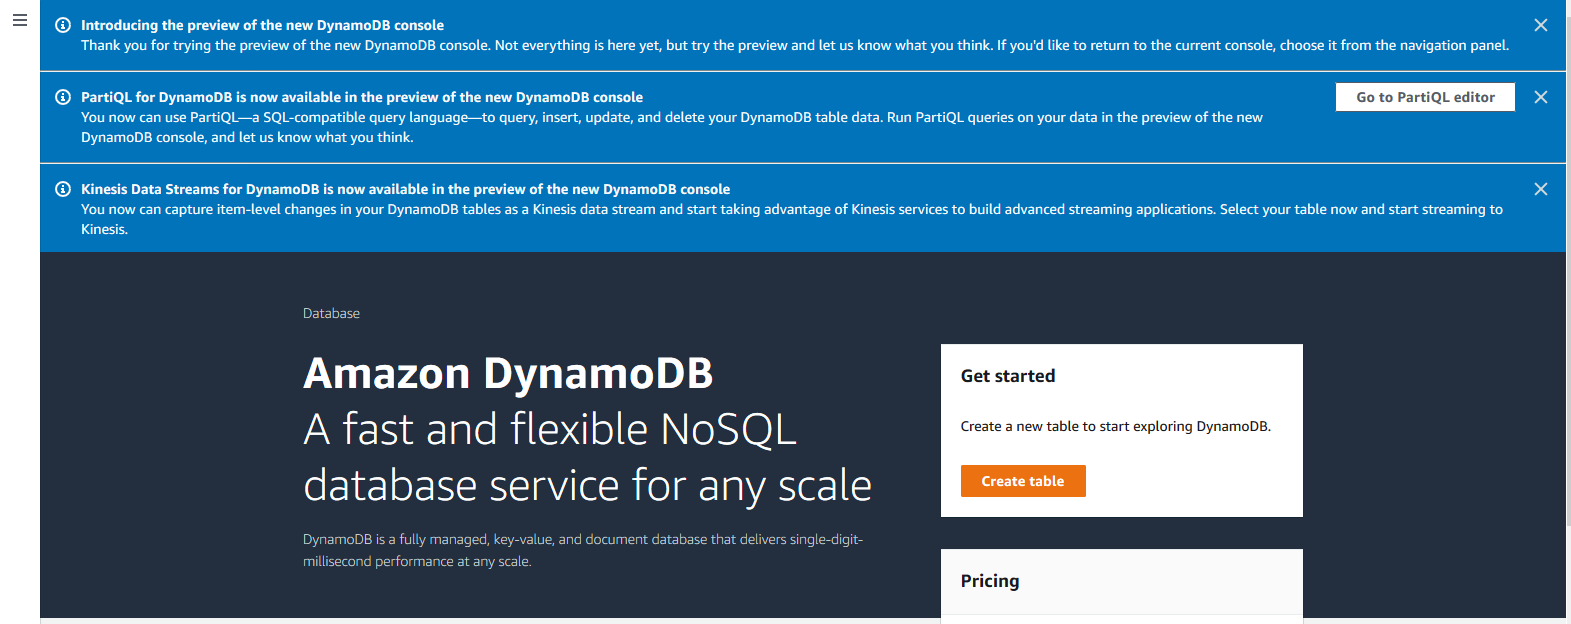 Introducing the preview of the new DynamoDB console
Thank you for trying the preview of the new DynamoDB console. Not everything is here yet, but try the preview and let us know what you think. If you'd like to return to the current console, choose it from the navigation panel.
PartiQL for DynamoDB is now available in the preview of the new DynamoDB console
Go to PartiQL editor
You now can use PartiQL—a SQL-compatible query language—to query, insert, update, and delete your DynamoDB table data. Run PartiQL queries on your data in the preview of the new
DynamoDB console, and let us know what you think.
Kinesis Data Streams for DynamoDB is now available in the preview of the new DynamoDB console
You now can capture item-level changes in your DynamoDB tables as a Kinesis data stream and start taking advantage of Kinesis services to build advanced streaming applications. Select your table now and start streaming to
Kinesis.
Database
Amazon DynamoDB
A fast and flexible NoSQL
database service for any scale
DynamoDB is a fully managed, key-value, and document database that delivers single-digit-
millisecond performance at any scale.
Get started
Create a new table to start exploring DynamoDB.
Create table
Pricing